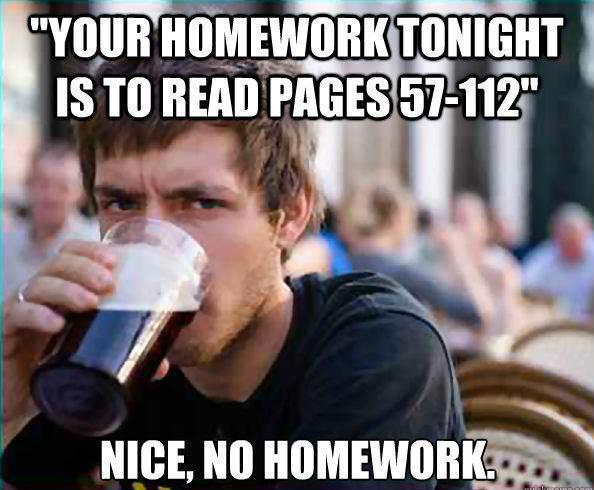 "YOUR HOMEWORK TONIGHT
IS TO READ PAGES 57-112"
NICE, NO HOMEWORK.